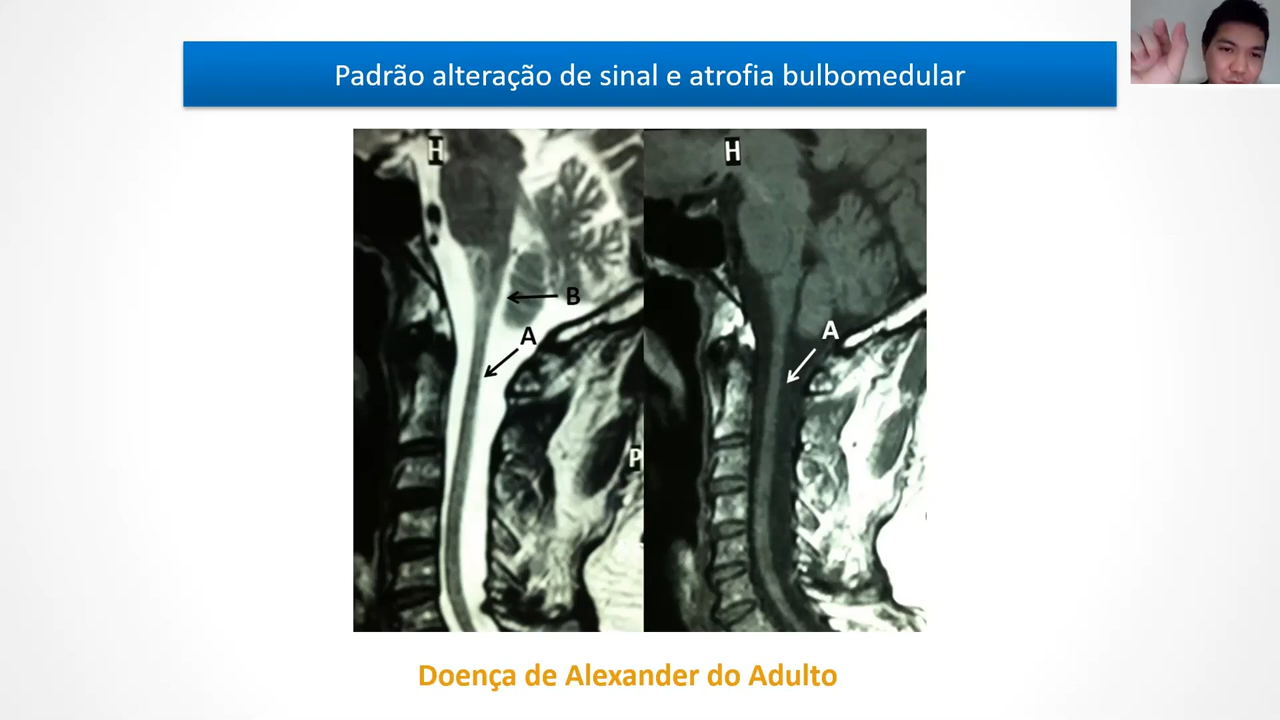 Padrão alteração de sinal e atrofia bulbomedular
H
H
B
A
A
P
Doença de Alexander do Adulto